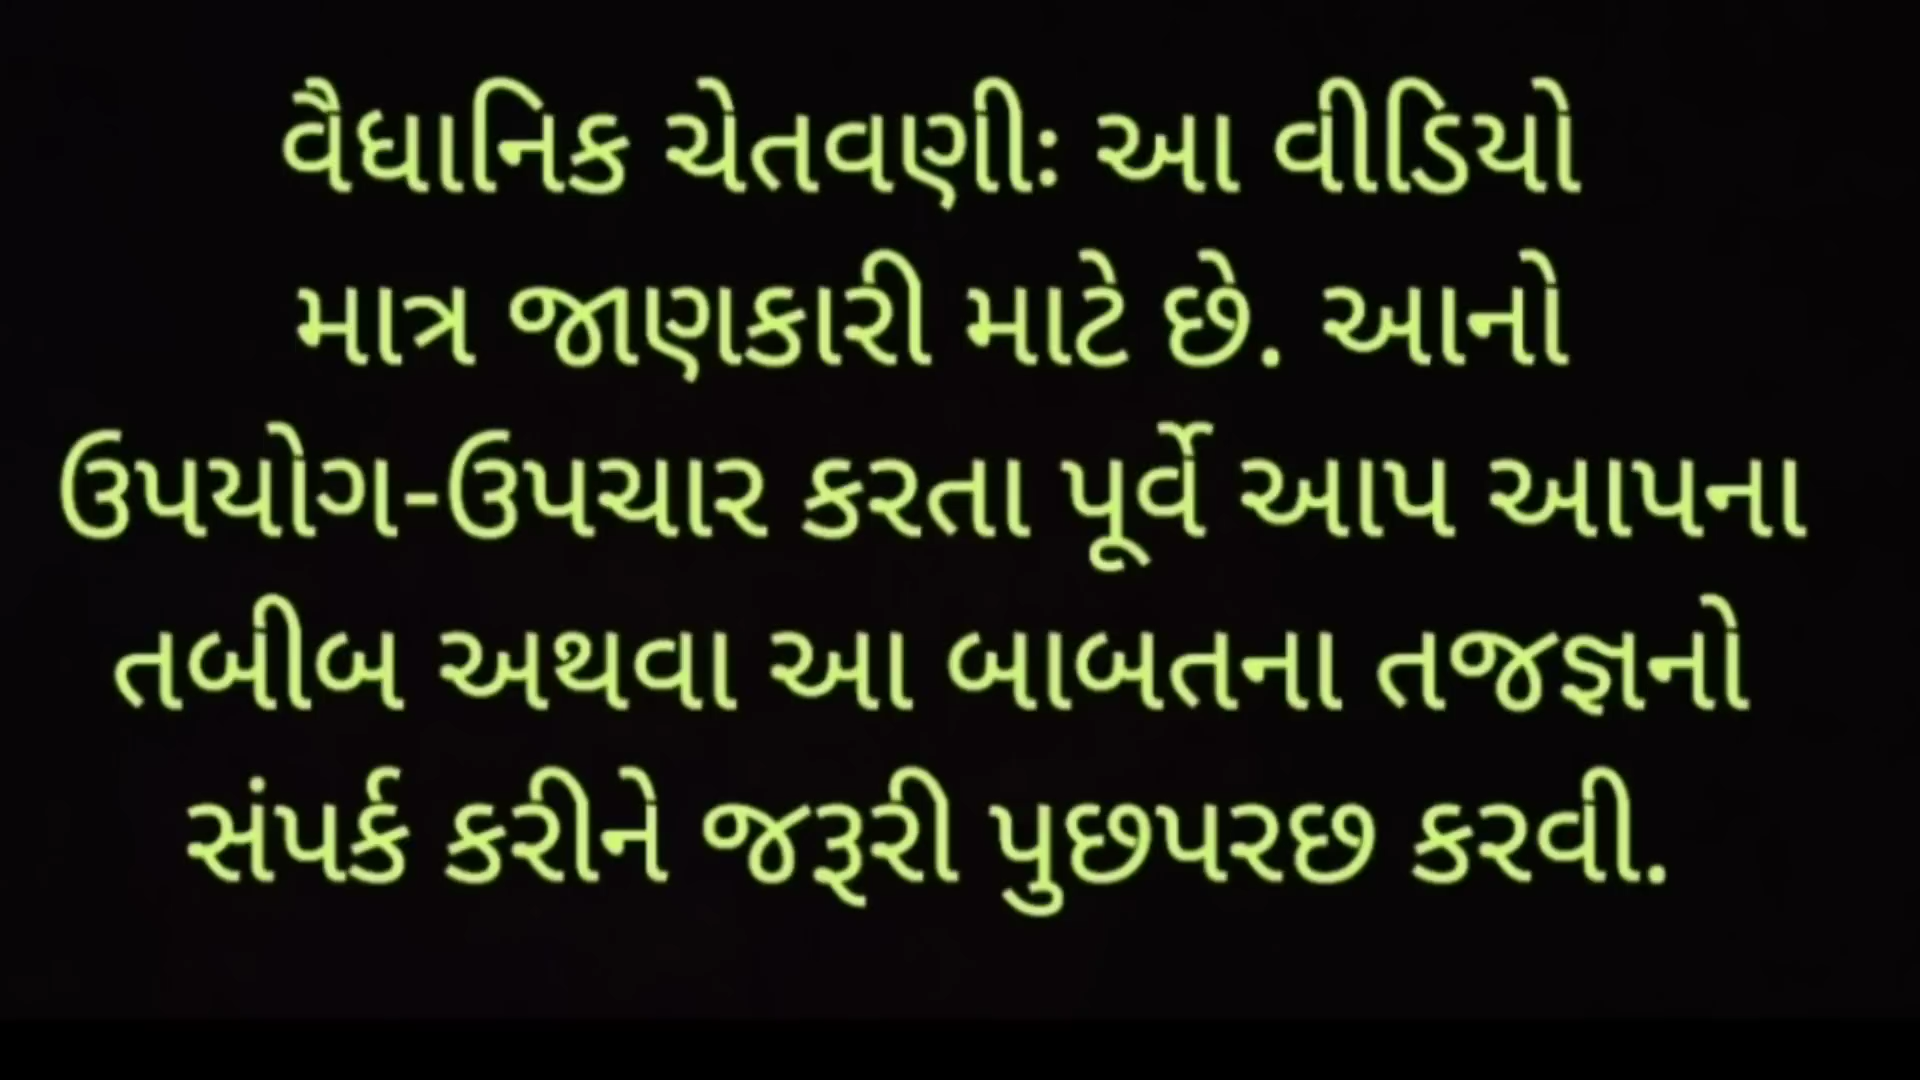 વૈધાનિક ચેતવણી: આ વીડિયો
માત્ર જાણકારી માટે છે. આનો
ઉપયોગ-ઉપચાર કરતા પૂર્વે આપ આપના
તબીબ અથવા આ બાબતના તજજ્ઞનો
સંપર્ક કરીને જરૂરી પુછપરછ કરવી.